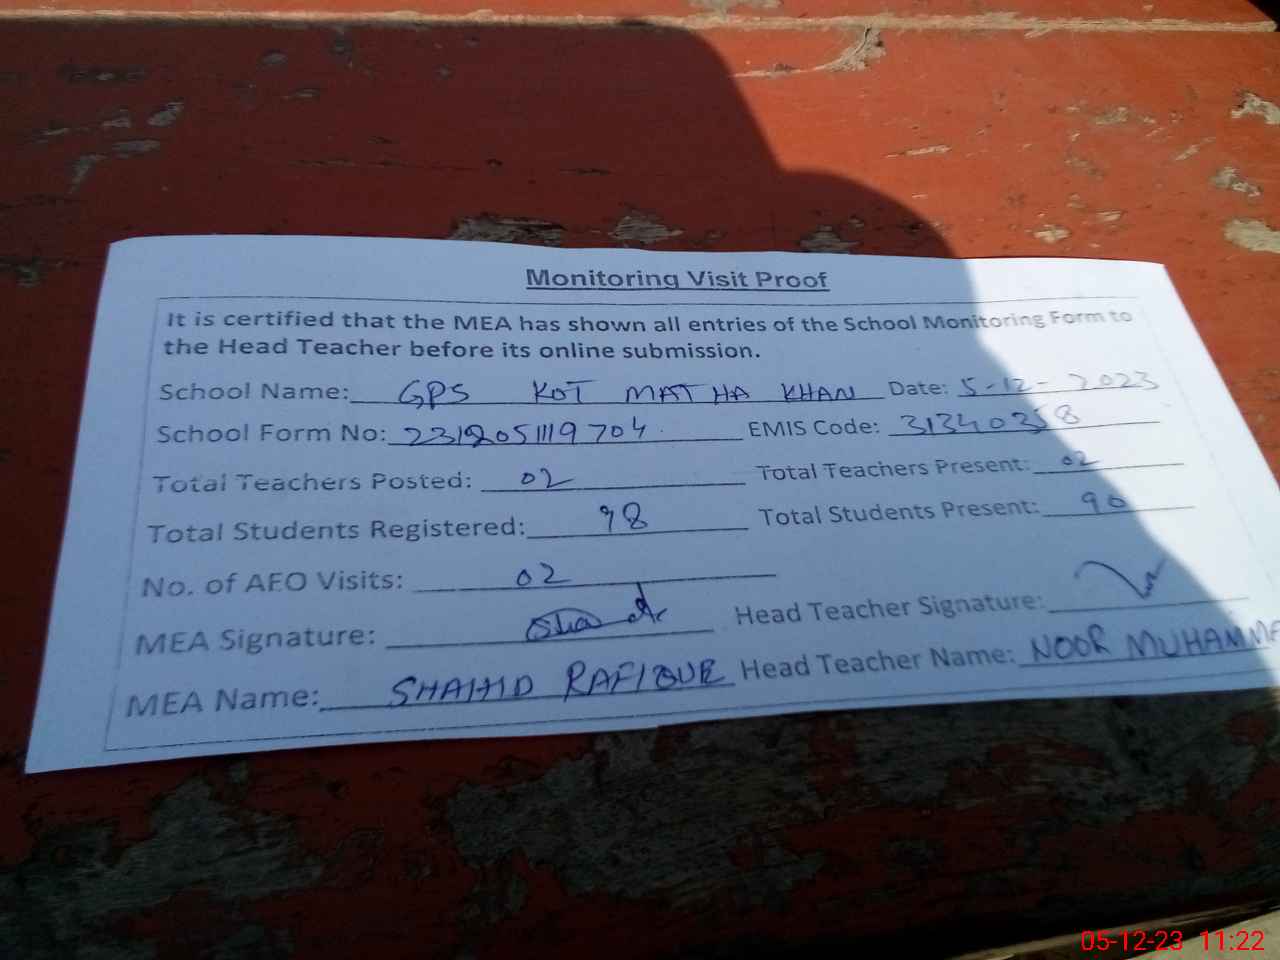 Monitoring Visit Proof
It is certified that the MEA has shown all entries of the School Monitoring Form to
the Head Teacher before its online submission.
School Name: GPS KOT MATHA KHAN Date: 5-12-2023
School Form No: 2312051119704 EMIS Code: 31340358
Total Teachers Posted: 02 Total Teachers Present: 02
Total Students Registered: 98 Total Students Present: 90
No. of AEO Visits: 02
MEA Signature: Head Teacher Signature:
MEA Name: SHAHID RAFIQUE Head Teacher Name: NOOR MUHAMMA
05-12-23 11:22